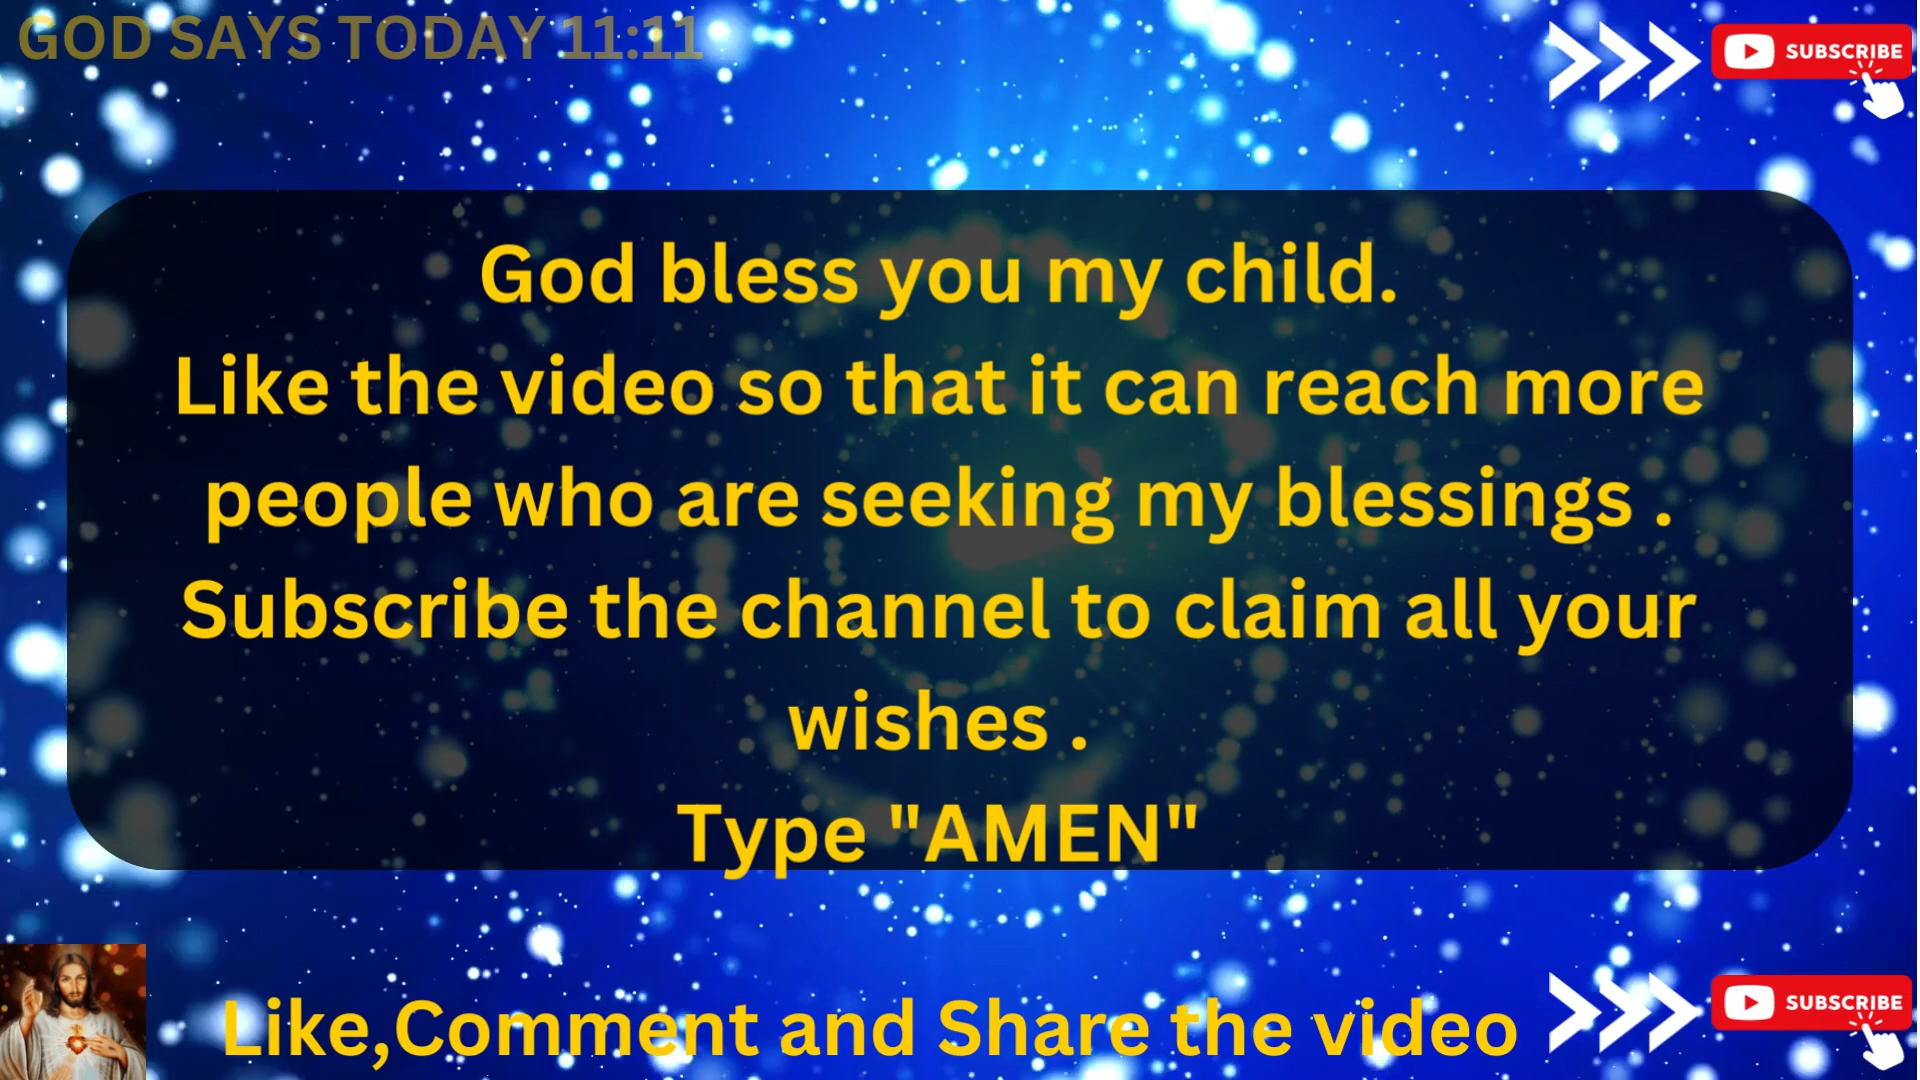 GOD SAYS TODAY 11:11
SUBSCRIBE
God bless you my child.
Like the video so that it can reach more
people who are seeking my blessings .
Subscribe the channel to claim all your
wishes .
Type "AMEN"
Like,Comment and Share the video
SUBSCRIBE